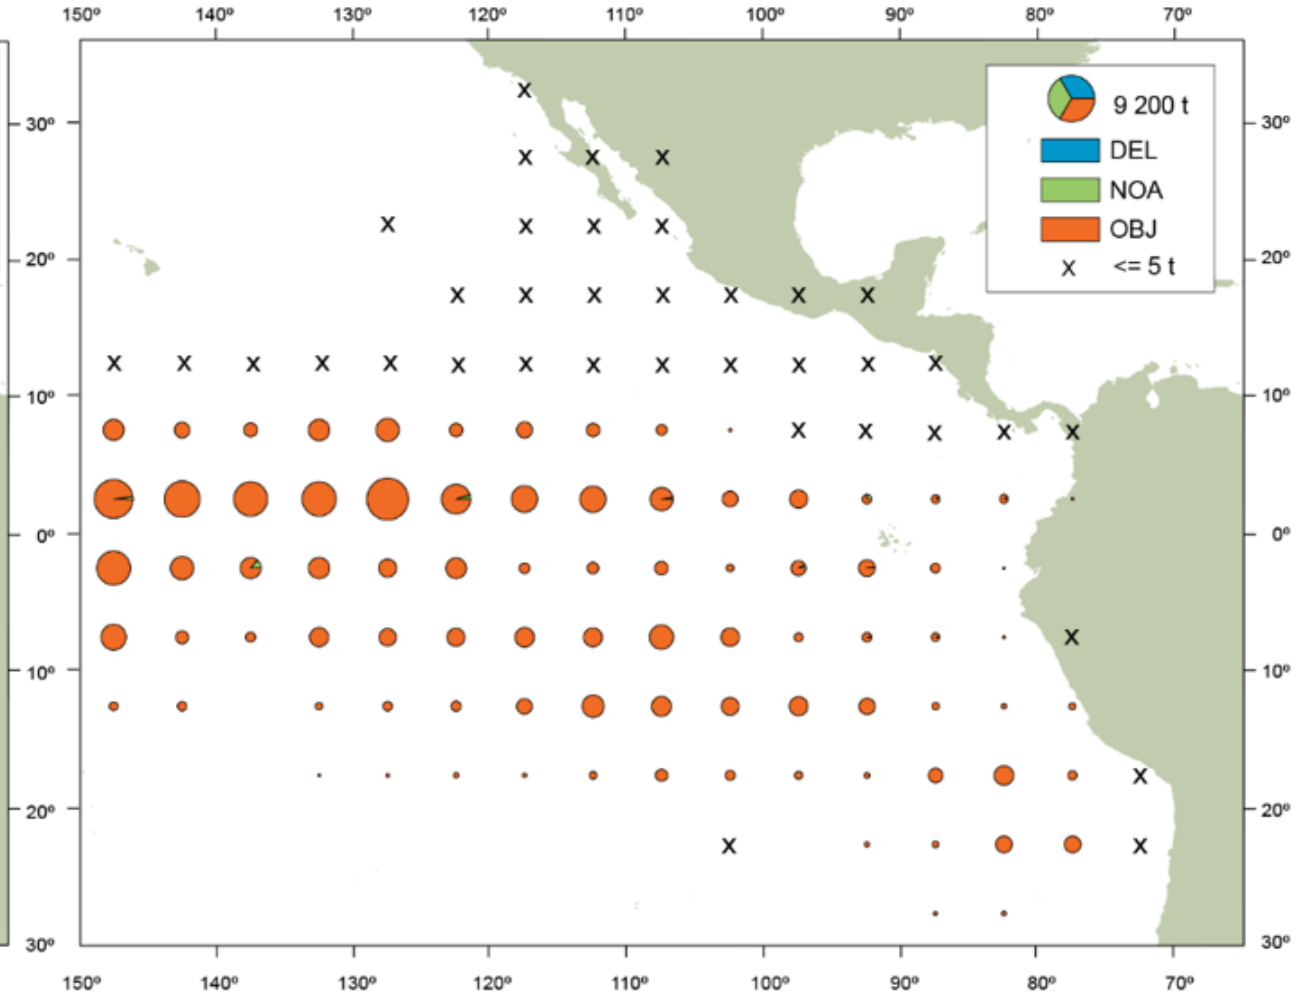 150º 140º 130º 120º 110º 100º 90º 80º 70º
9 200 t
DEL
NOA
OBJ
x <= 5 t
x
30º 30º
x x x
x x x x
20º 20º
x x x x x x x
x x x x x x x x x x x x x
10º 10º
x x x x x
0º 0º
x
10º 10º
x
20º 20º
x x
30º 30º
150º 140º 130º 120º 110º 100º 90º 80º 70º